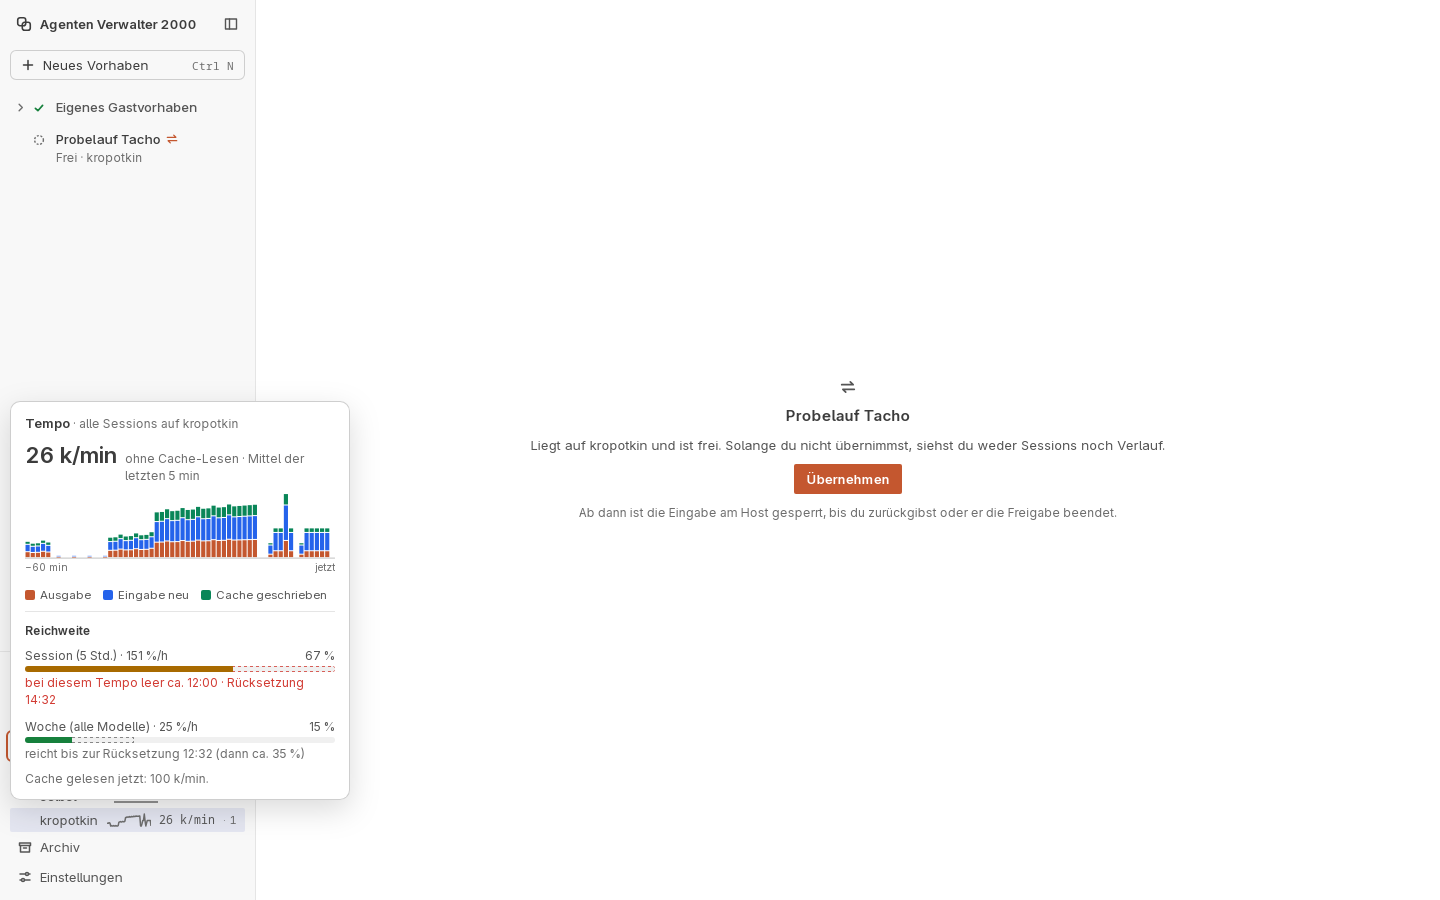 Agenten Verwalter 2000
Neues Vorhaben Ctrl N
Eigenes Gastvorhaben
Probelauf Tacho
Frei · kropotkin
Tempo · alle Sessions auf kropotkin
26 k/min ohne Cache-Lesen · Mittel der
letzten 5 min
−60 min jetzt
Ausgabe Eingabe neu Cache geschrieben
Reichweite
Session (5 Std.) · 151 %/h 67 %
bei diesem Tempo leer ca. 12:00 · Rücksetzung
14:32
Woche (alle Modelle) · 25 %/h 15 %
reicht bis zur Rücksetzung 12:32 (dann ca. 35 %)
Cache gelesen jetzt: 100 k/min.
kropotkin 26 k/min · 1
Archiv
Einstellungen
Probelauf Tacho
Liegt auf kropotkin und ist frei. Solange du nicht übernimmst, siehst du weder Sessions noch Verlauf.
Übernehmen
Ab dann ist die Eingabe am Host gesperrt, bis du zurückgibst oder er die Freigabe beendet.